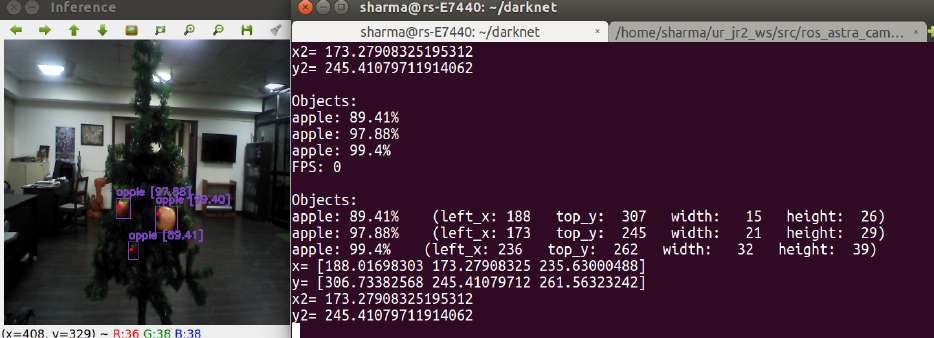 Inference
apple [97.88]
apple [99.40]
apple [89.41]
(x=408, y=329) ~ R:36 G:38 B:38
sharma@rs-E7440: ~/darknet
sharma@rs-E7440: ~/darknet × /home/sharma/ur_jr2_ws/src/ros_astra_cam… ×
x2= 173.27908325195312
y2= 245.41079711914062
Objects:
apple: 89.41%
apple: 97.88%
apple: 99.4%
FPS: 0
Objects:
apple: 89.41% (left_x: 188 top_y: 307 width: 15 height: 26)
apple: 97.88% (left_x: 173 top_y: 245 width: 21 height: 29)
apple: 99.4% (left_x: 236 top_y: 262 width: 32 height: 39)
x= [188.01698303 173.27908325 235.63000488]
y= [306.73382568 245.41079712 261.56323242]
x2= 173.27908325195312
y2= 245.41079711914062